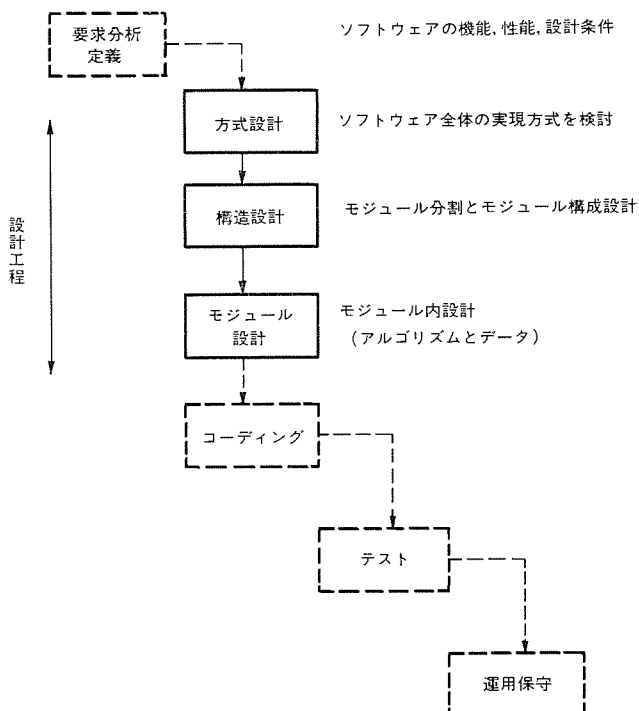 要求分析
定義
ソフトウェアの機能, 性能, 設計条件
方式設計
ソフトウェア全体の実現方式を検討
設計工程
構造設計
モジュール分割とモジュール構成設計
モジュール
設計
モジュール内設計
(アルゴリズムとデータ)
コーディング
テスト
運用保守